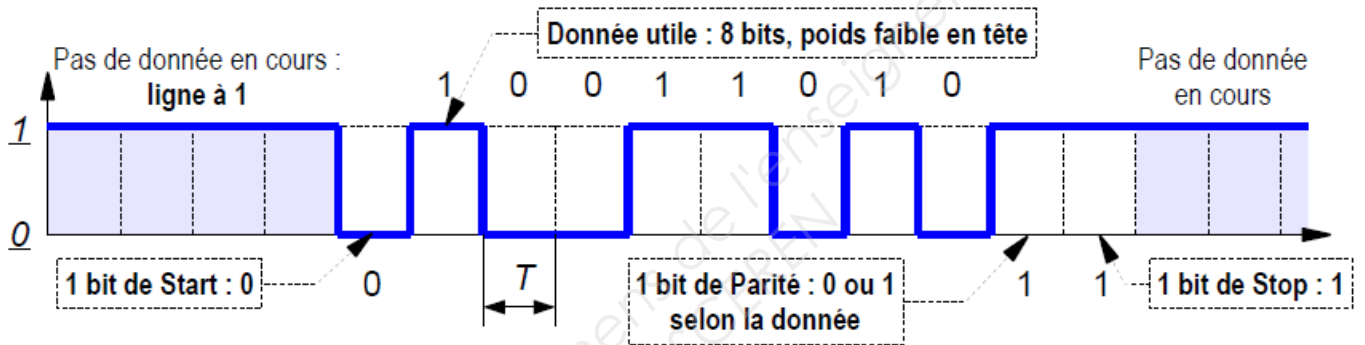 Donnée utile : 8 bits, poids faible en tête
Pas de donnée en cours :
ligne à 1
1 0 0 1 1 0 1 0
Pas de donnée
en cours
1
0
1 bit de Start : 0
0
T
1 bit de Parité : 0 ou 1
selon la donnée
1 1
1 bit de Stop : 1